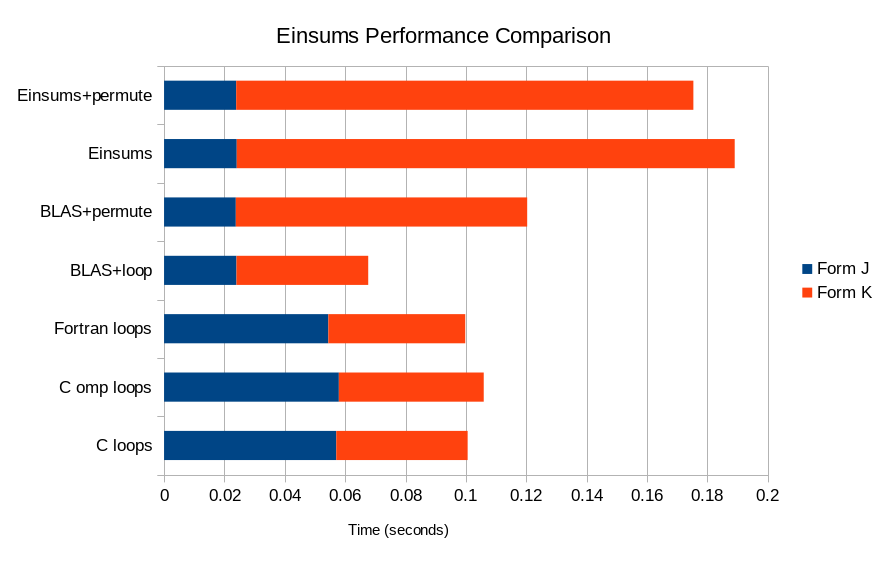 Einsums Performance Comparison
Einsums+permute
Einsums
BLAS+permute
BLAS+loop
Fortran loops
C omp loops
C loops
0 0.02 0.04 0.06 0.08 0.1 0.12 0.14 0.16 0.18 0.2
Time (seconds)
Form J
Form K